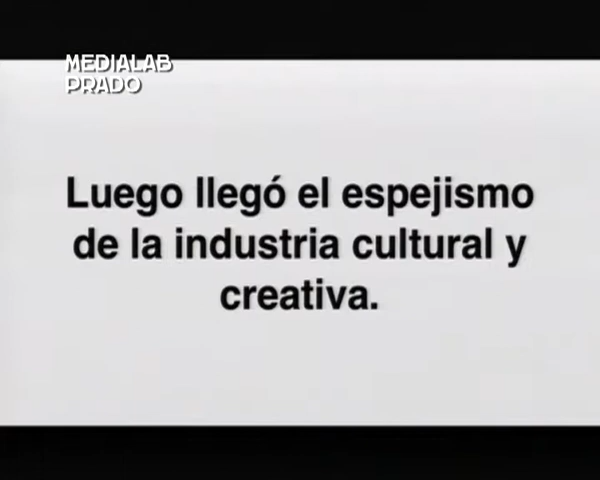 MEDIALAB
PRADO
Luego llegó el espejismo
de la industria cultural y
creativa.